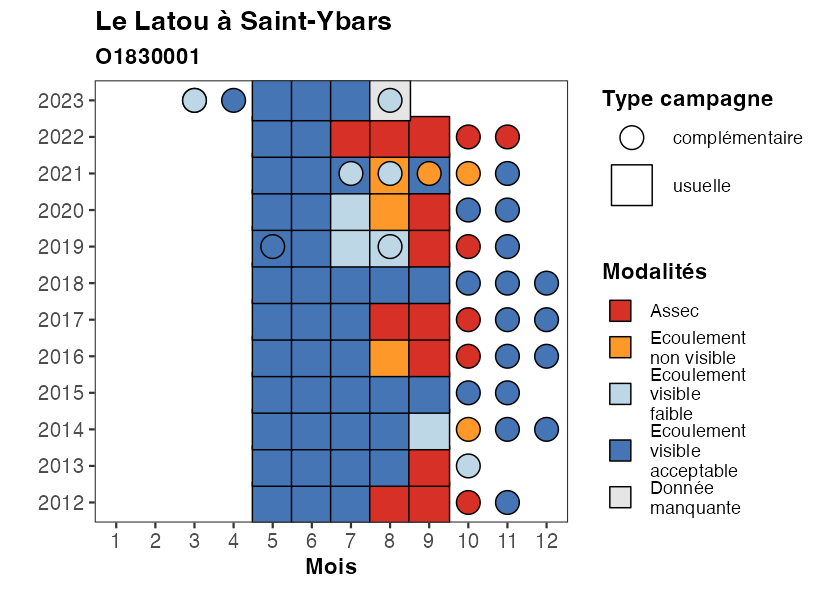 Le Latou à Saint-Ybars
O1830001
2023
2022
2021
2020
2019
2018
2017
2016
2015
2014
2013
2012
1 2 3 4 5 6 7 8 9 10 11 12
Mois
Type campagne
complémentaire
usuelle
Modalités
Assec
Ecoulement
non visible
Ecoulement
visible
faible
Ecoulement
visible
acceptable
Donnée
manquante